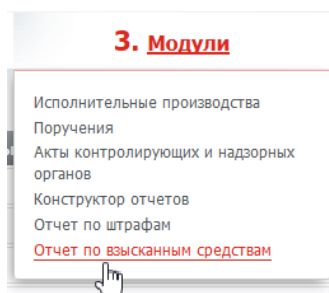 3. Модули
Исполнительные производства
Поручения
Акты контролирующих и надзорных
органов
Конструктор отчетов
Отчет по штрафам
Отчет по взысканным средствам